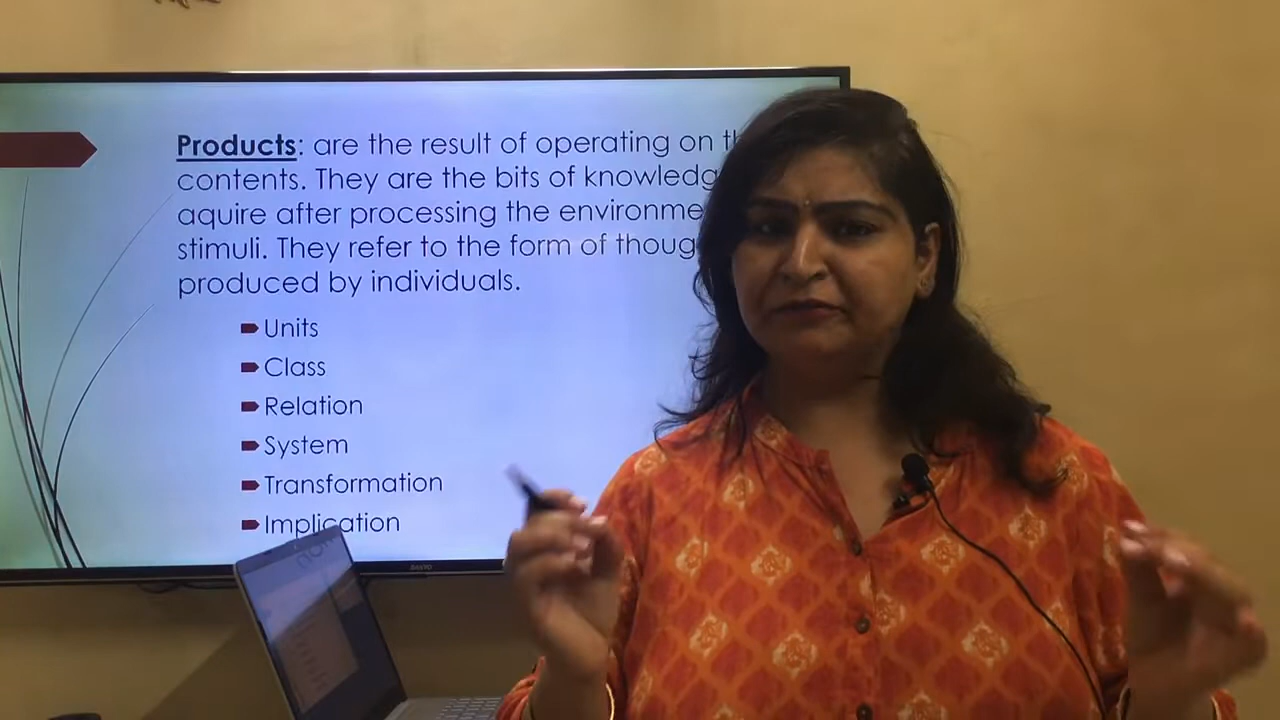 Products: are the result of operating on
contents. They are the bits of
aquire after processing the
stimuli. They refer to the form of
produced by individuals.
Units
Class
Relation
System
Transformation
Implication
SANYO